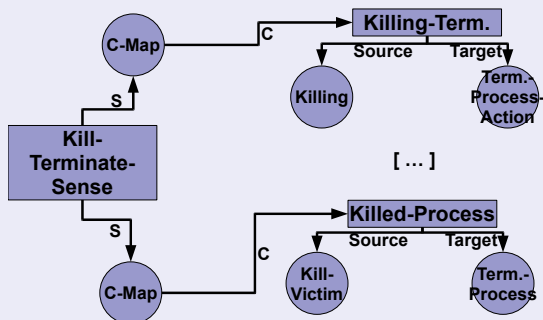 Killing-Term.
C-Map
C
Source
Target
Killing
Term.-
Process-
Action
S
Kill-
Terminate-
Sense
[ ... ]
S
Killed-Process
Source
Target
C
C-Map
Kill-
Victim
Term.-
Process